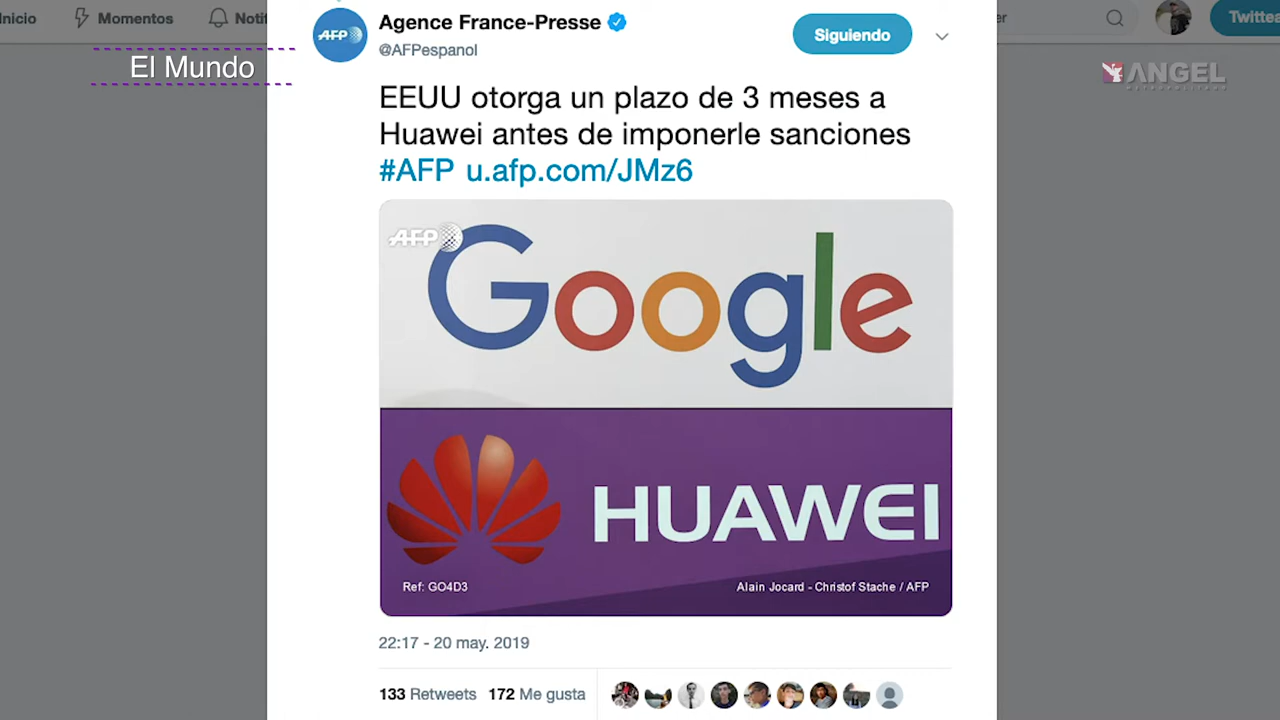 Inicio
Momentos
Siguiendo
Agence France-Presse
@AFPespanol
El Mundo
ANGEL
EEUU otorga un plazo de 3 meses a
Huawei antes de imponerle sanciones
#AFP u.afp.com/JMz6
AFP
Google
HUAWEI
Ref: GO4D3
Alain Jocard - Christof Stache / AFP
22:17 - 20 may. 2019
133 Retweets 172 Me gusta